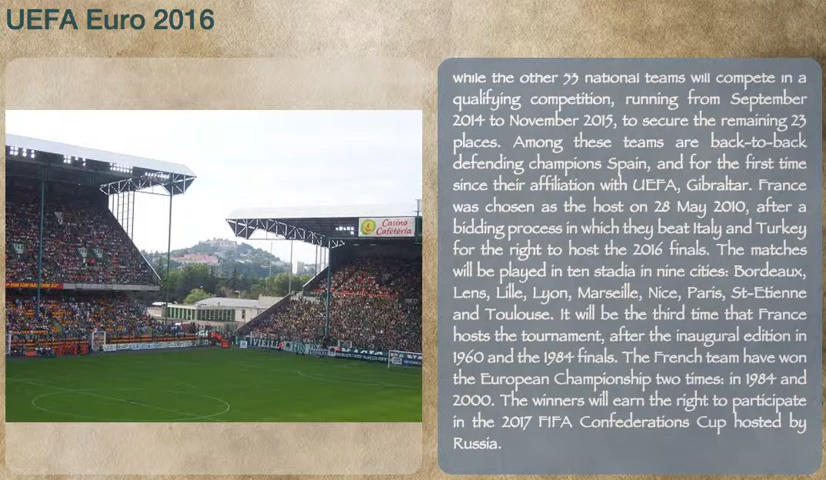 UEFA Euro 2016
while the other 53 national teams will compete in a
qualifying competition, running from September
2014 to November 2015, to secure the remaining 23
places. Among these teams are back-to-back
defending champions Spain, and for the first time
since their affiliation with UEFA, Gibraltar. France
was chosen as the host on 28 May 2010, after a
bidding process in which they beat Italy and Turkey
for the right to host the 2016 finals. The matches
will be played in ten stadia in nine cities: Bordeaux,
Lens, Lille, Lyon, Marseille, Nice, Paris, St-Etienne
and Toulouse. It will be the third time that France
hosts the tournament, after the inaugural edition in
1960 and the 1984 finals. The French team have won
the European Championship two times: in 1984 and
2000. The winners will earn the right to participate
in the 2017 FIFA Confederations Cup hosted by
Russia.
Casino
Cafétéria